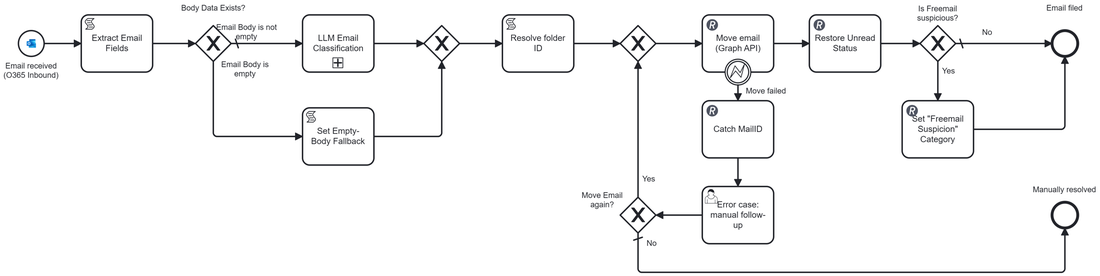 Body Data Exists?
Is Freemail
suspicious?
Email filed
Extract Email
Fields
Email Body is not
empty
LLM Email
Classification
Resolve folder
ID
Move email
(Graph API)
Restore Unread
Status
No
Email received
(O365 Inbound)
Email Body is
empty
Yes
Move failed
Set Empty-
Body Fallback
Catch MailID
Set "Freemail
Suspicion"
Category
Yes
Move Email
again?
Error case:
manual follow-
up
Manually resolved
No